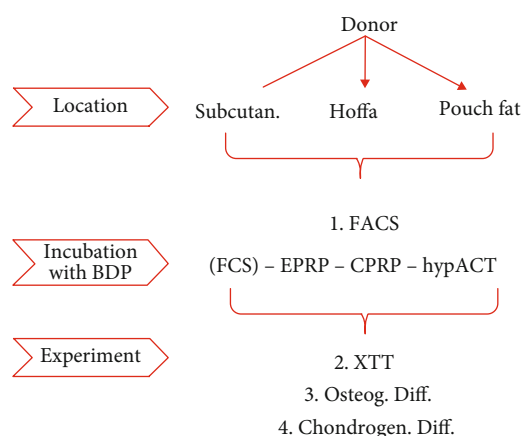 Donor
Location
Subcutan. Hoffa Pouch fat
1. FACS
Incubation
with BDP
(FCS) – EPRP – CPRP – hypACT
Experiment
2. XTT
3. Osteog. Diff.
4. Chondrogen. Diff.